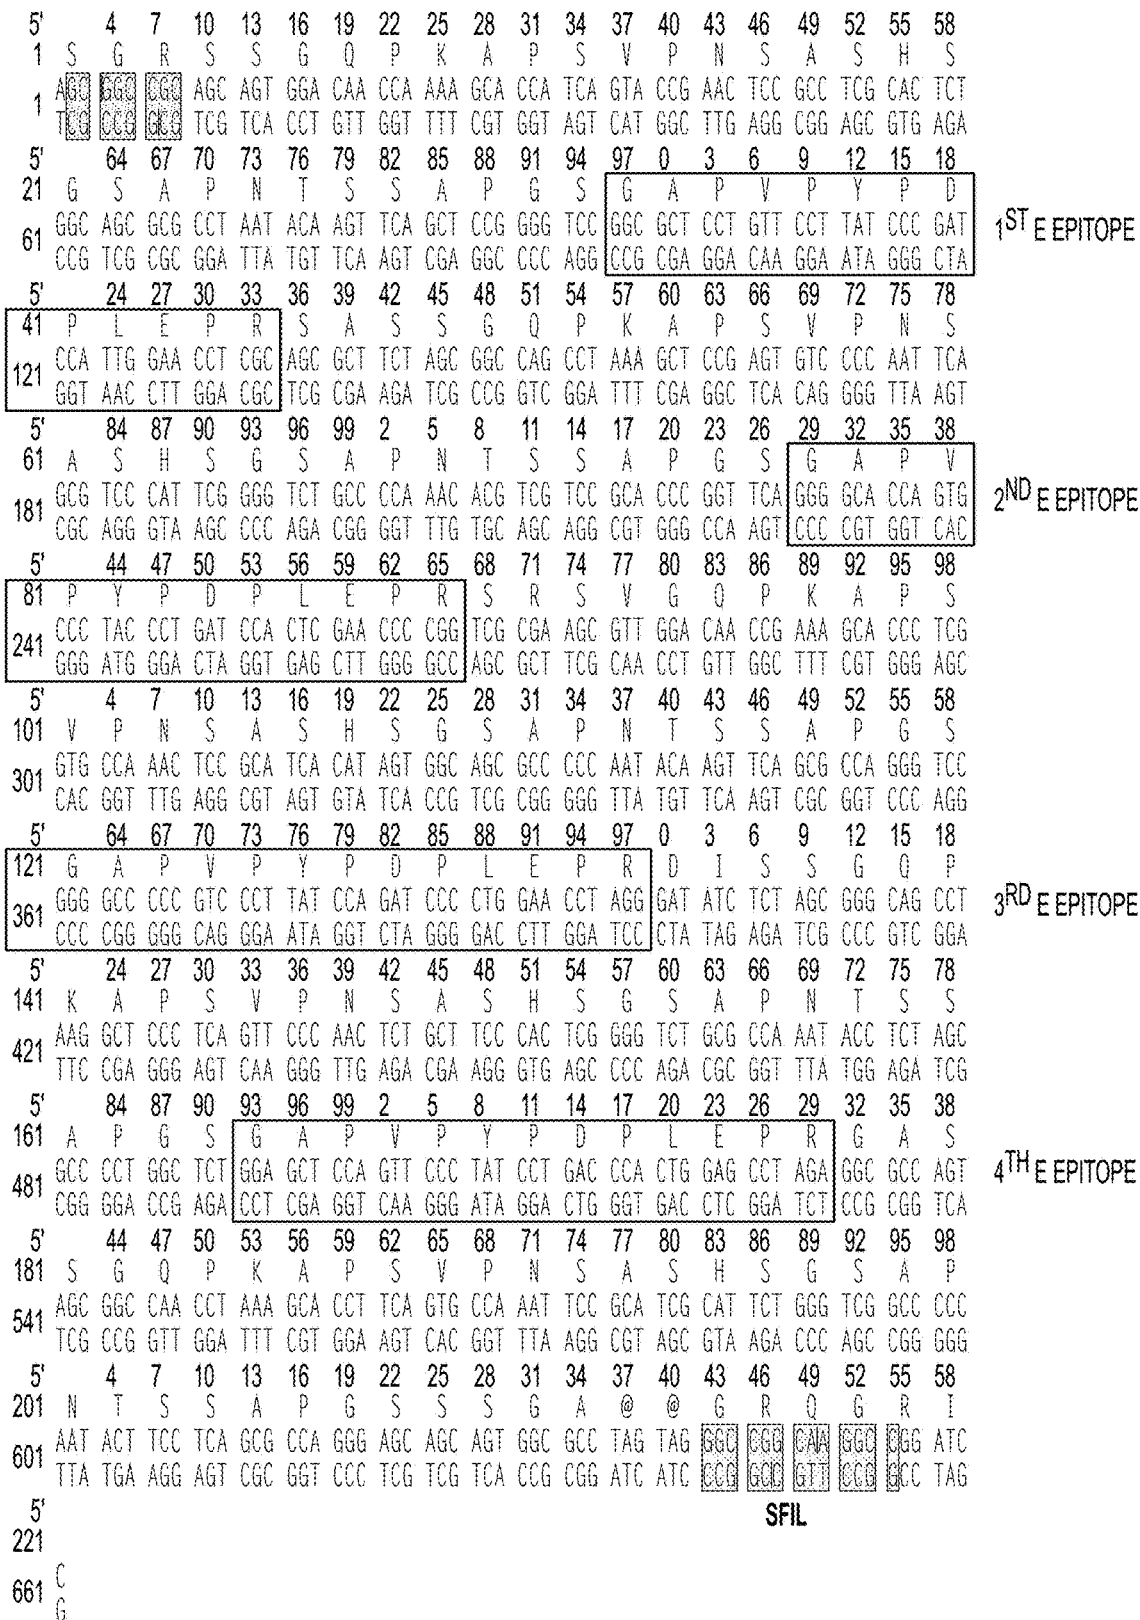 5' 4 7 10 13 16 19 22 25 28 31 34 37 43 46 49 52 55 58
1 S G R S S G Q P K A P S V P N S A S H S
AGC GGC CGC AGC AGT GGA CAA CCA AAA GCA CCA TCA GTA CCG AAC TCC GCC TCG CAC TCT
1
TCG CCG GCG TCG TCA CCT GTT GGT TTT CGT GGT AGT CAT GGC TTG AGG CGG AGC GTG AGA
5' 64 67 70 73 76 79 82 85 88 91 94 97 0 3 6 9 12 15 18
21 G S A P N T S S A P G S G A P V P Y P D
GGC AGC GCG CCT AAT ACA AGT TCA GCT CCG GGG TCC GGC GCT CCT GTT CCT TAT CCC GAT
61
CCG TCG CGC GGA TTA TGT TCA AGT CGA GGC CCC AGG CCG CGA GGA CAA GGA ATA GGG CTA
1ST E EPITOPE
5' 24 27 30 33 36 39 42 45 48 51 54 57 60 63 66 69 72 75 78
41 P L E P R S A S S G Q P K A P S V P N S
CCA TTG GAA CCT CGC AGC GCT TCT AGC GGC CAG CCT AAA GCT CCG AGT GTC CCC AAT TCA
121
GGT AAC CTT GGA CGC TCG CGA AGA TCG CCG GTC GGA TTT CGA GGC TCA CAG GGG TTA AGT
5' 84 87 90 93 96 99 2 5 8 11 14 17 20 23 26 29 32 35 38
61 A S H S G S A P N T S S A P G S G A P V
GCG TCC CAT TCG GGG TCT GCC CCA AAC ACG TCG TCC GCA CCC GGT TCA GGG GCA CCA GTG
181
CGC AGG GTA AGC CCC AGA CGG GGT TTG TGC AGC AGG CGT GGG CCA AGT CCC CGT GGT CAC
2ND E EPITOPE
5' 44 47 50 53 56 59 62 65 68 71 74 77 80 83 86 89 92 95 98
81 P Y P D P L E P R S R S V G Q P K A P S
CCC TAC CCT GAT CCA CTC GAA CCC CGG TCG CGA AGC GTT GGA CAA CCG AAA GCA CCC TCG
241
GGG ATG GGA CTA GGT GAG CTT GGG GCC AGC GCT TCG CAA CCT GTT GGC TTT CGT GGG AGC
5' 4 7 10 13 16 19 22 25 28 31 34 37 40 43 46 49 52 55 58
101 V P N S A S H S G S A P N T S S A P G S
GTG CCA AAC TCC GCA TCA CAT AGT GGC AGC GCC CCC AAT ACA AGT TCA GCG CCA GGG TCC
301
CAC GGT TTG AGG CGT AGT GTA TCA CCG TCG CGG GGG TTA TGT TCA AGT CGC GGT CCC AGG
5' 64 67 70 73 76 79 82 85 88 91 94 97 0 3 6 9 12 15 18
121 G A P V P Y P D P L E P R D I S S G Q P
GGG GCC CCC GTC CCT TAT CCA GAT CCC CTG GAA CCT AGG GAT ATC TCT AGC GGG CAG CCT
361
CCC CGG GGG CAG GGA ATA GGT CTA GGG GAC CTT GGA TCC CTA TAG AGA TCG CCC GTC GGA
3RD E EPITOPE
5' 24 27 30 33 36 39 42 45 48 51 54 57 60 63 66 69 72 75 78
141 K A P S V P N S A S H S G S A P N T S S
AAG GCT CCC TCA GTT CCC AAC TCT GCT TCC CAC TCG GGG TCT GCG CCA AAT ACC TCT AGC
421
TTC CGA GGG AGT CAA GGG TTG AGA CGA AGG GTG AGC CCC AGA CGC GGT TTA TGG AGA TCG
5' 84 87 90 93 96 99 2 5 8 11 14 17 20 23 26 29 32 35 38
161 A P G S G A P V P Y P D P L E P R G A S
GCC CCT GGC TCT GGA GCT CCA GTT CCC TAT CCT GAC CCA CTG GAG CCT AGA GGC GCC AGT
481
CGG GGA CCG AGA CCT CGA GGT CAA GGG ATA GGA CTG GGT GAC CTC GGA TCT CCG CGG TCA
4TH E EPITOPE
5' 44 47 50 53 56 59 62 65 68 71 74 77 80 83 86 89 92 95 98
181 S G Q P K A P S V P N S A S H S G S A P
AGC GGC CAA CCT AAA GCA CCT TCA GTG CCA AAT TCC GCA TCG CAT TCT GGG TCG GCC CCC
541
TCG CCG GTT GGA TTT CGT GGA AGT CAC GGT TTA AGG CGT AGC GTA AGA CCC AGC CGG GGG
5' 4 7 10 13 16 19 22 25 28 31 34 37 40 43 46 49 52 55 58
201 N T S S A P G S S S G A @ @ G R Q G R I
AAT ACT TCC TCA GCG CCA GGG AGC AGC AGT GGC GCC TAG TAG GGC CGG CAA GGC CGG ATC
601
TTA TGA AGG AGT CGC GGT CCC TCG TCG TCA CCG CGG ATC ATC CCG GCC GTT CCG GCC TAG
5' SFIL
221
C
661
G